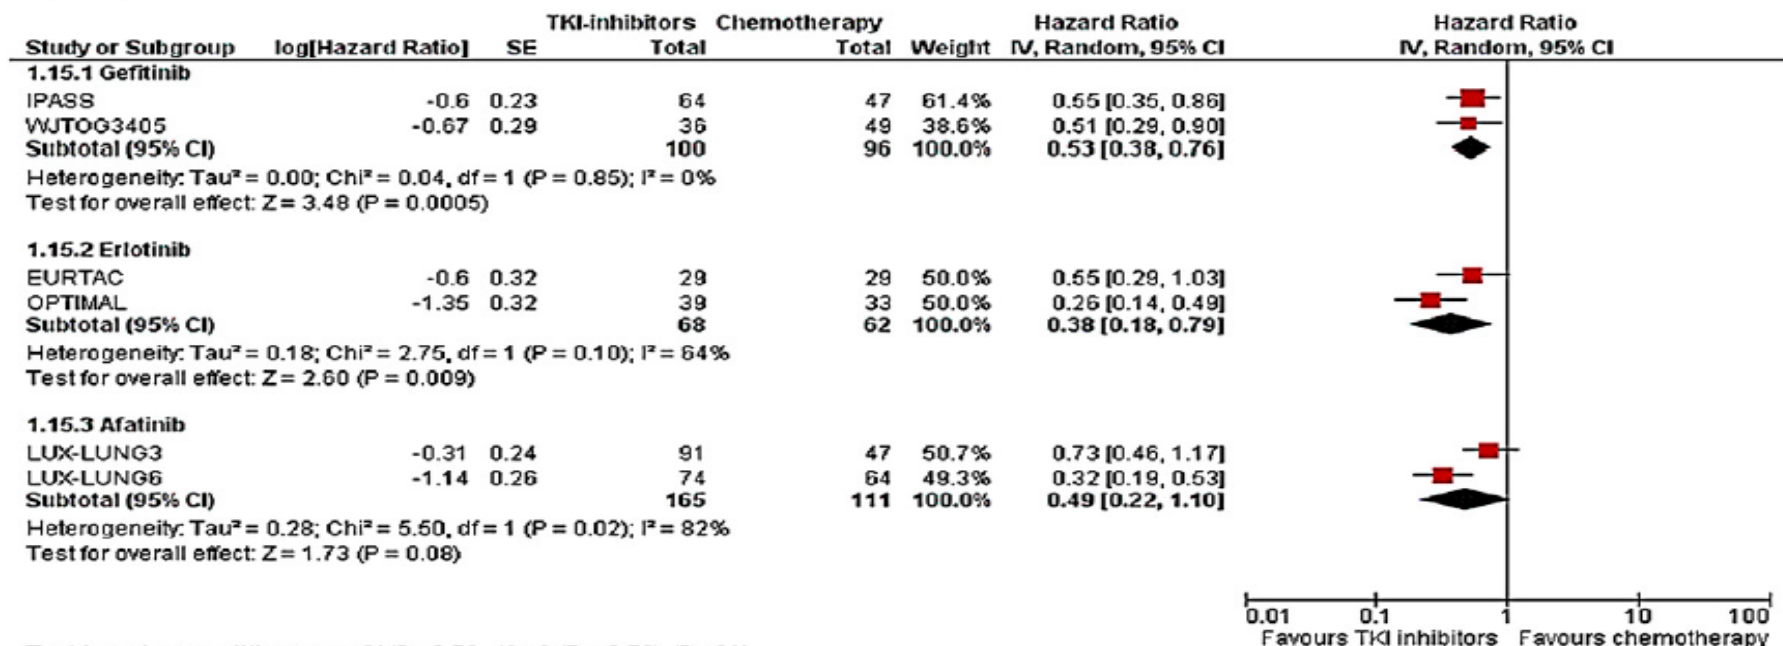 TKI-inhibitors Chemotherapy Hazard Ratio Hazard Ratio
Study or Subgroup log[Hazard Ratio] SE Total Total Weight IV, Random, 95% CI IV, Random, 95% CI
1.15.1 Gefitinib
IPASS -0.6 0.23 64 47 61.4% 0.55 [0.35, 0.86]
WJTOG3405 -0.67 0.29 36 49 38.6% 0.51 [0.29, 0.90]
Subtotal (95% CI) 100 96 100.0% 0.53 [0.38, 0.76]
Heterogeneity: Tau² = 0.00; Chi² = 0.04, df = 1 (P = 0.85); I² = 0%
Test for overall effect: Z = 3.48 (P = 0.0005)
1.15.2 Erlotinib
EURTAC -0.6 0.32 29 29 50.0% 0.55 [0.29, 1.03]
OPTIMAL -1.35 0.32 39 33 50.0% 0.26 [0.14, 0.49]
Subtotal (95% CI) 68 62 100.0% 0.38 [0.18, 0.79]
Heterogeneity: Tau² = 0.18; Chi² = 2.75, df = 1 (P = 0.10); I² = 64%
Test for overall effect: Z = 2.60 (P = 0.009)
1.15.3 Afatinib
LUX-LUNG3 -0.31 0.24 91 47 50.7% 0.73 [0.46, 1.17]
LUX-LUNG6 -1.14 0.26 74 64 49.3% 0.32 [0.19, 0.53]
Subtotal (95% CI) 165 111 100.0% 0.49 [0.22, 1.10]
Heterogeneity: Tau² = 0.28; Chi² = 5.50, df = 1 (P = 0.02); I² = 82%
Test for overall effect: Z = 1.73 (P = 0.08)
0.01 0.1 1 10 100
Favours TKI inhibitors Favours chemotherapy